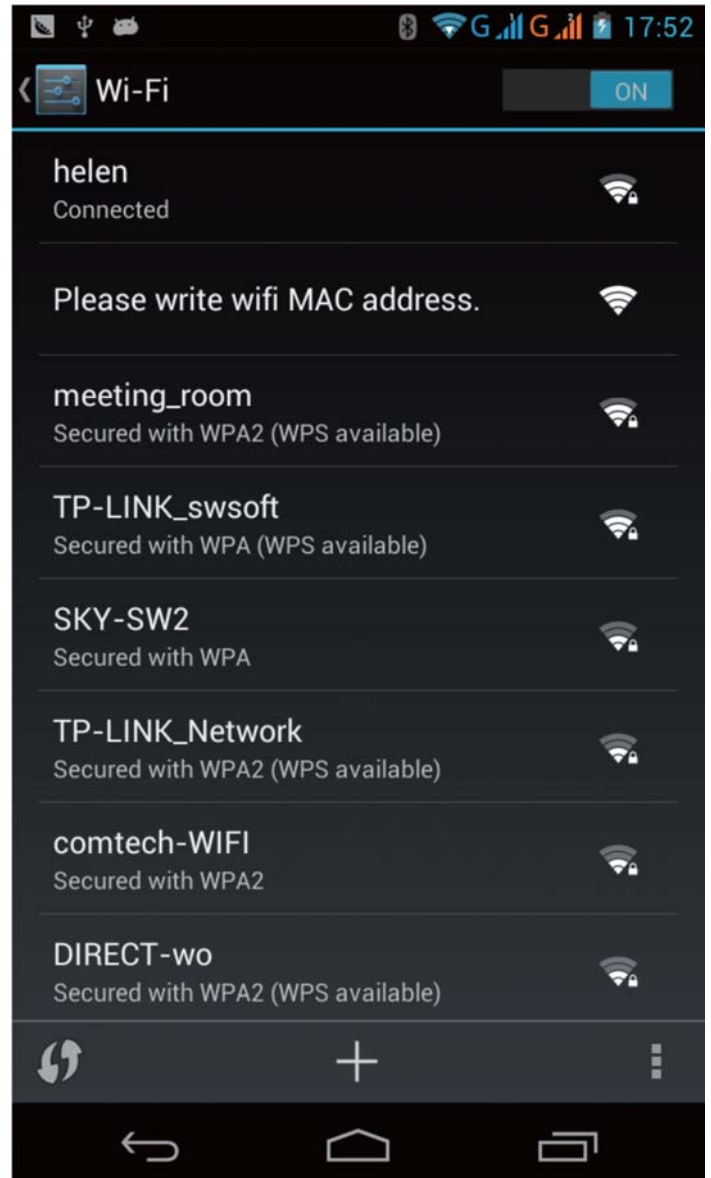 G 1 G 2 17:52
Wi-Fi ON
helen
Connected
Please write wifi MAC address.
meeting_room
Secured with WPA2 (WPS available)
TP-LINK_swsoft
Secured with WPA (WPS available)
SKY-SW2
Secured with WPA
TP-LINK_Network
Secured with WPA2 (WPS available)
comtech-WIFI
Secured with WPA2
DIRECT-wo
Secured with WPA2 (WPS available)